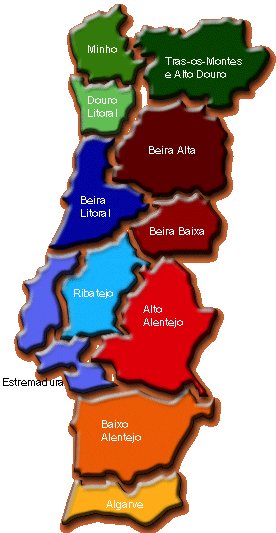 Minho
Tras-os-Montes
e Alto Douro
Douro
Litoral
Beira Alta
Beira
Litoral
Beira Baixa
Ribatejo
Alto
Alentejo
Estremadura
Baixo
Alentejo
Algarve